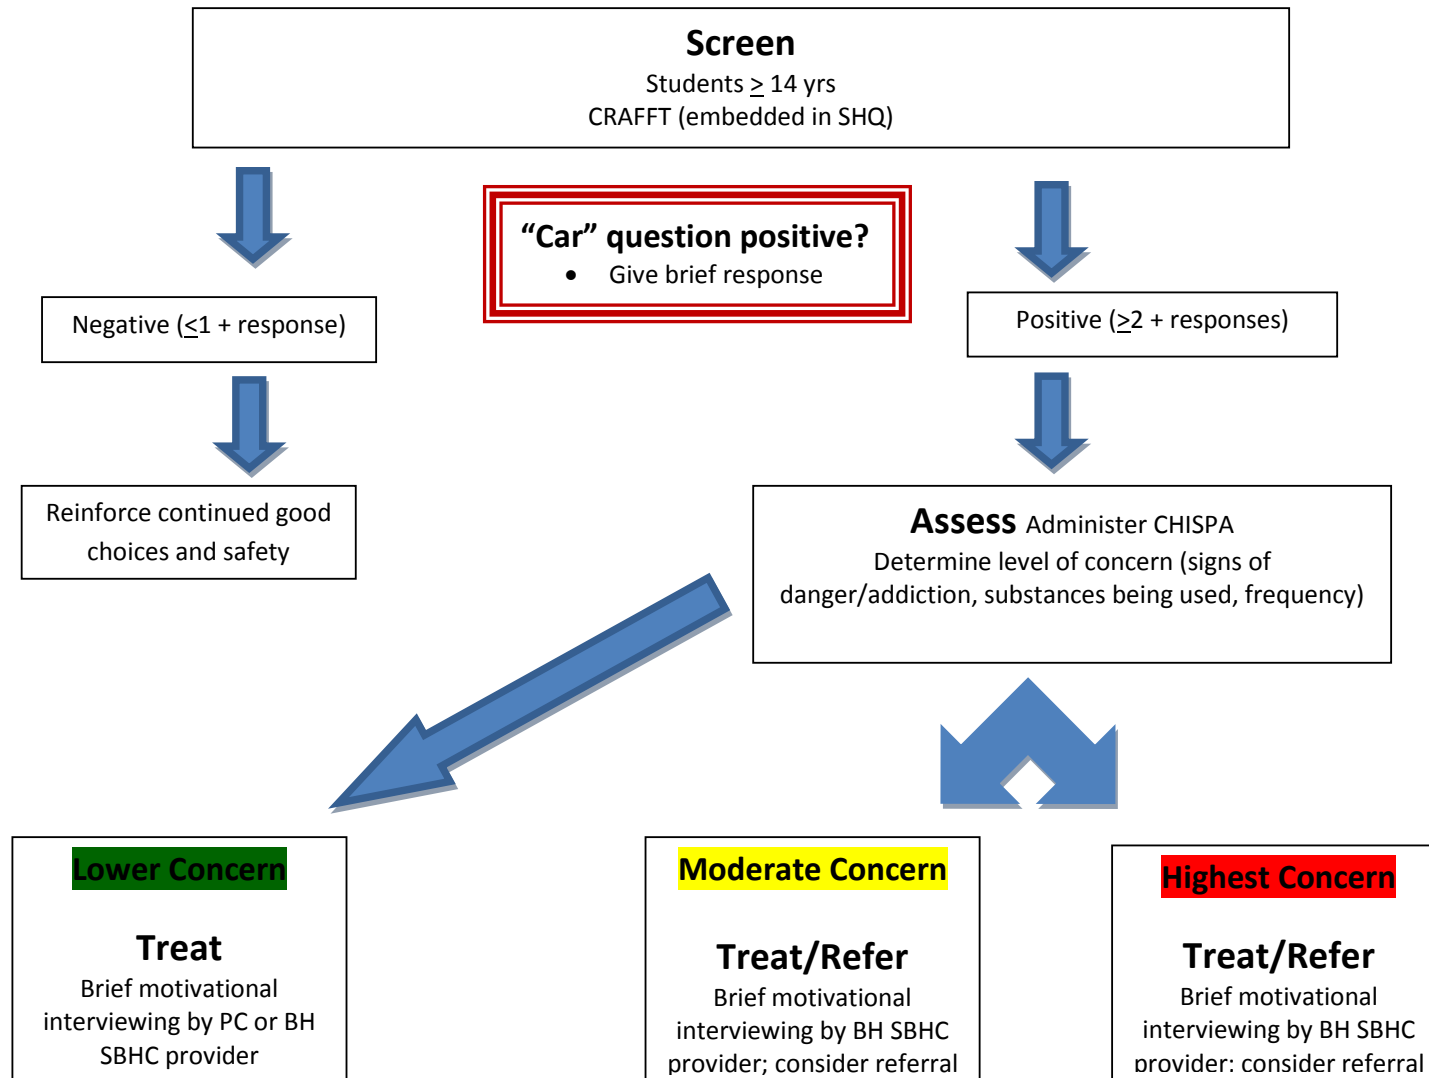 Screen
Students ≥ 14 yrs
CRAFFT (embedded in SHQ)
“Car” question positive?
• Give brief response
Negative (≤1 + response)
Positive (≥2 + responses)
Reinforce continued good
choices and safety
Assess Administer CHISPA
Determine level of concern (signs of
danger/addiction, substances being used, frequency)
Lower Concern
Treat
Brief motivational
interviewing by PC or BH
SBHC provider
Moderate Concern
Treat/Refer
Brief motivational
interviewing by BH SBHC
provider; consider referral
Highest Concern
Treat/Refer
Brief motivational
interviewing by BH SBHC
provider; consider referral